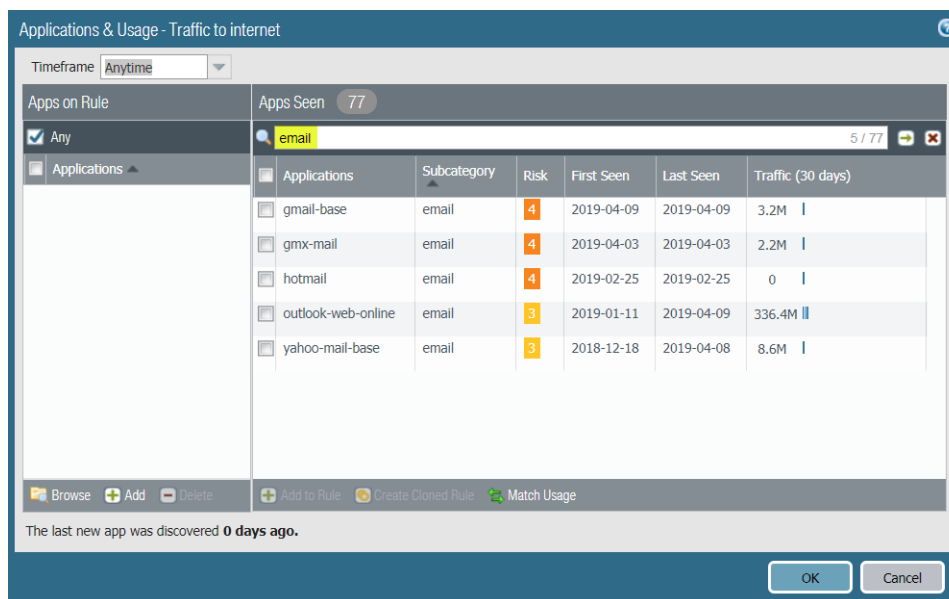 Applications & Usage - Traffic to internet
Timeframe Anytime
Apps on Rule
Apps Seen 77
Any
email 5 / 77
Applications
Applications Subcategory Risk First Seen Last Seen Traffic (30 days)
gmail-base email 4 2019-04-09 2019-04-09 3.2M
gmx-mail email 4 2019-04-03 2019-04-03 2.2M
hotmail email 4 2019-02-25 2019-02-25 0
outlook-web-online email 3 2019-01-11 2019-04-09 336.4M
yahoo-mail-base email 3 2018-12-18 2019-04-08 8.6M
Browse Add Delete
Add to Rule Create Cloned Rule Match Usage
The last new app was discovered 0 days ago.
OK Cancel